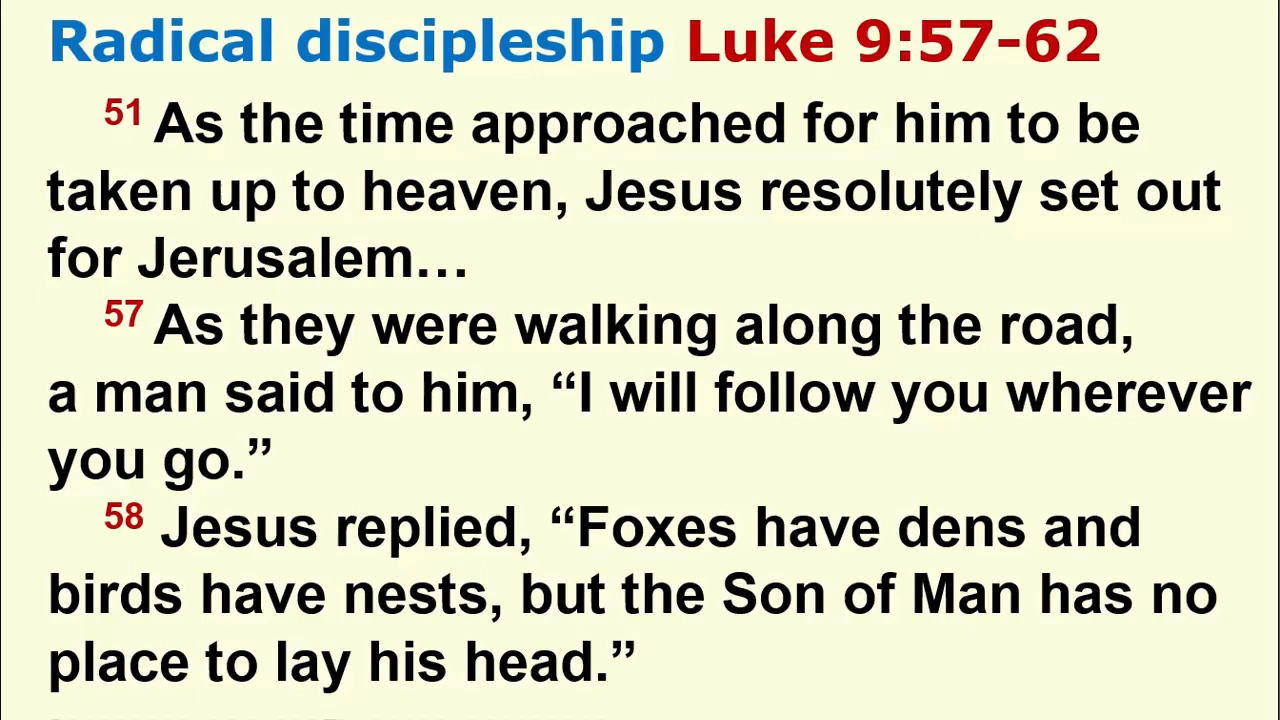 Radical discipleship Luke 9:57-62
51 As the time approached for him to be
taken up to heaven, Jesus resolutely set out
for Jerusalem…
57 As they were walking along the road,
a man said to him, “I will follow you wherever
you go.”
58 Jesus replied, “Foxes have dens and
birds have nests, but the Son of Man has no
place to lay his head.”